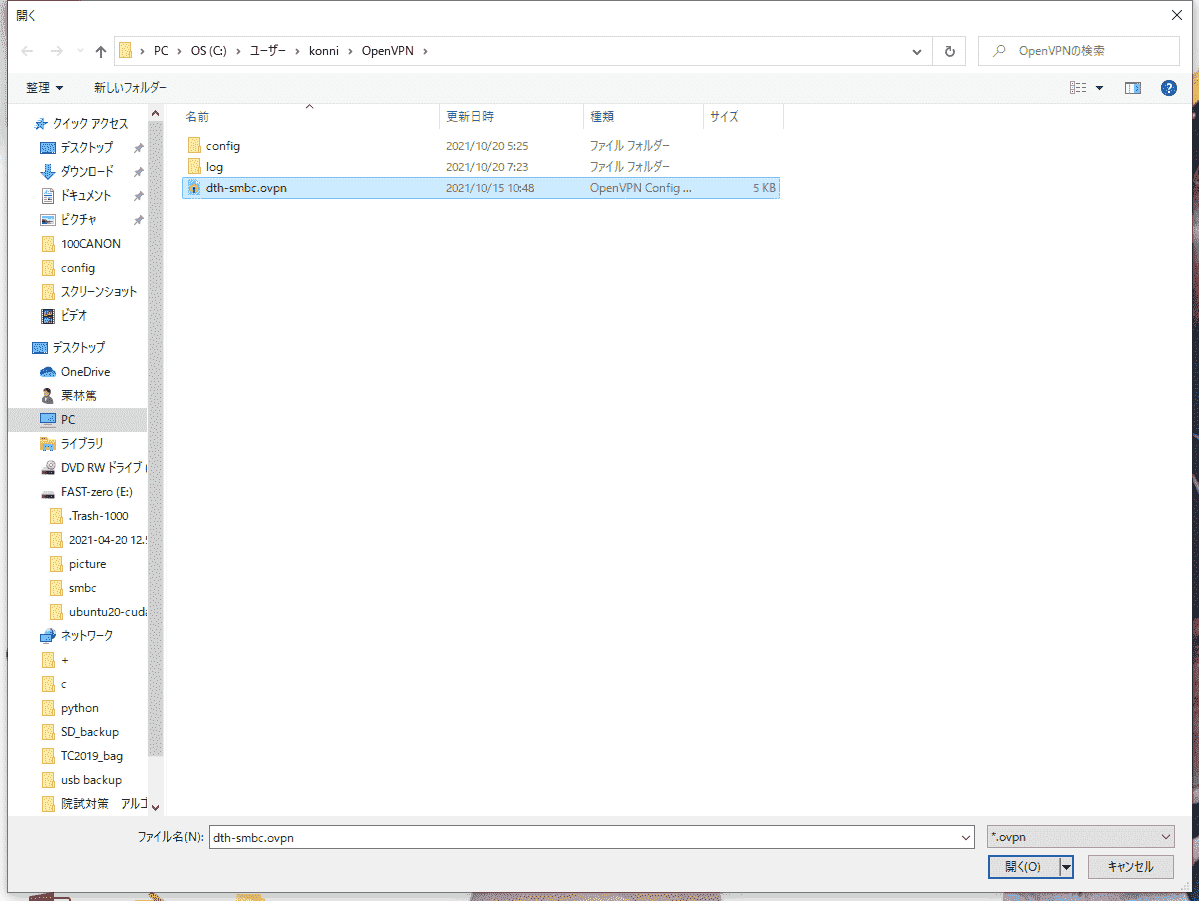 開く
PC › OS (C:) › ユーザー › konni › OpenVPN ›
OpenVPNの検索
整理 新しいフォルダー
名前 更新日時 種類 サイズ
config 2021/10/20 5:25 ファイル フォルダー
log 2021/10/20 7:23 ファイル フォルダー
dth-smbc.ovpn 2021/10/15 10:48 OpenVPN Config ... 5 KB
クイック アクセス
デスクトップ
ダウンロード
ドキュメント
ピクチャ
100CANON
config
スクリーンショット
ビデオ
デスクトップ
OneDrive
栗林篤
PC
ライブラリ
DVD RW ドライブ (
FAST-zero (E:)
.Trash-1000
2021-04-20 12.5
picture
smbc
ubuntu20-cuda
ネットワーク
+
c
python
SD_backup
TC2019_bag
usb backup
院試対策 アルゴ
ファイル名(N): dth-smbc.ovpn
*.ovpn
開く(O) キャンセル